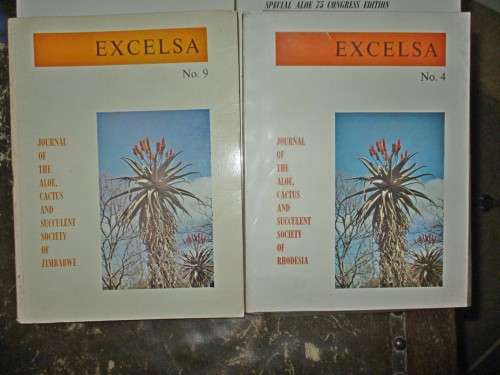 SPECIAL ALOE 75 CONGRESS EDITION
EXCELSA
No. 9
JOURNAL
OF
THE
ALOE,
CACTUS
AND
SUCCULENT
SOCIETY
OF
ZIMBABWE
EXCELSA
No. 4
JOURNAL
OF
THE
ALOE,
CACTUS
AND
SUCCULENT
SOCIETY
OF
RHODESIA